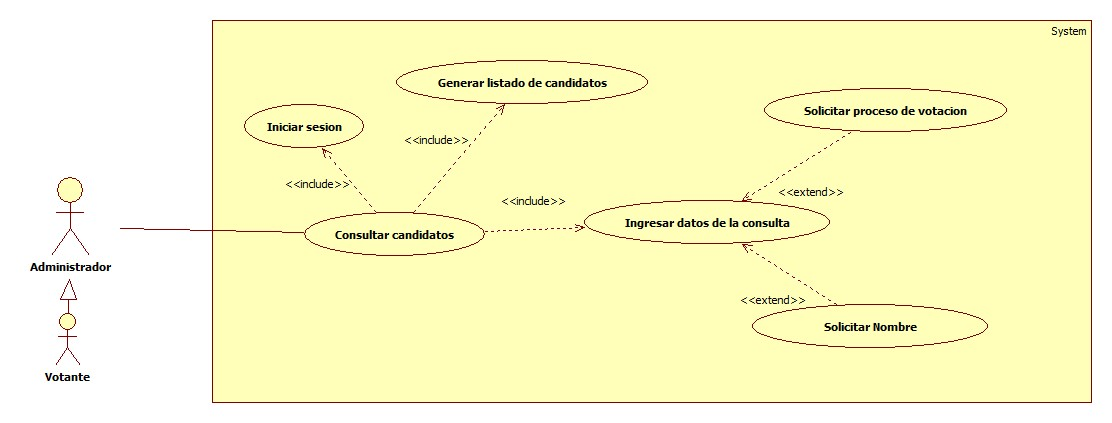 System
Generar listado de candidatos
Solicitar proceso de votacion
Iniciar sesion
<<include>>
<<include>>
<<extend>>
<<include>>
Ingresar datos de la consulta
Consultar candidatos
Administrador
<<extend>>
Solicitar Nombre
Votante